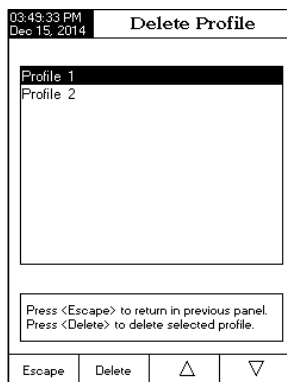 03:49:33 PM
Dec 15, 2014
Delete Profile
Profile 1
Profile 2
Press <Escape> to return in previous panel.
Press <Delete> to delete selected profile.
Escape
Delete